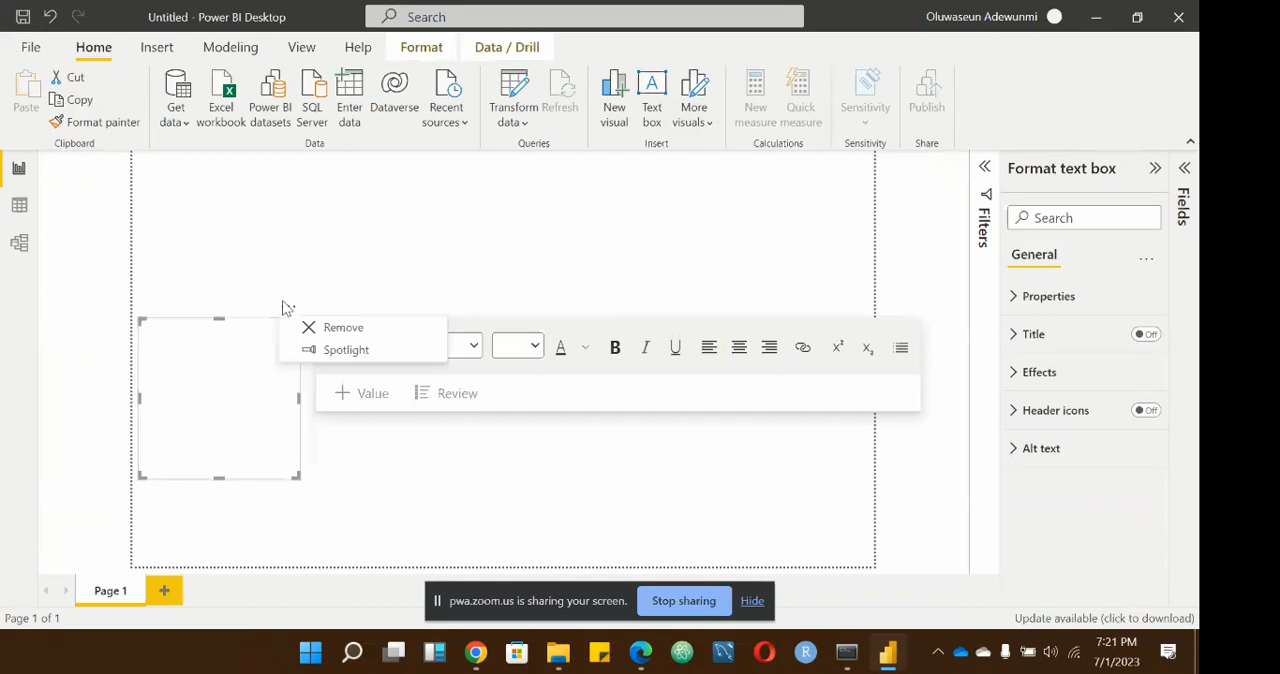 Untitled - Power BI Desktop
Search
Oluwaseun Adewunmi
File Home Insert Modeling View Help Format Data / Drill
Paste
Cut
Copy
Format painter
Clipboard
Get data
Excel workbook
Power BI datasets
SQL Server
Enter data
Dataverse
Recent sources
Data
Transform data
Refresh
Queries
New visual
Text box
More visuals
Insert
New measure
Quick measure
Calculations
Sensitivity
Sensitivity
Publish
Share
Remove
Spotlight
A B I U x² x₂
Value Review
Filters
Format text box
Search
General
Properties
Title Off
Effects
Header icons Off
Alt text
Fields
Page 1
pwa.zoom.us is sharing your screen. Stop sharing Hide
Page 1 of 1
Update available (click to download)
7:21 PM
7/1/2023